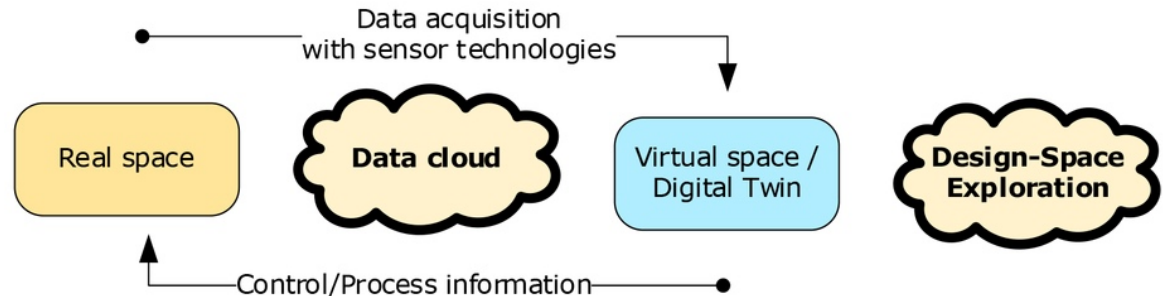 Data acquisition
with sensor technologies
Real space
Data cloud
Virtual space /
Digital Twin
Design-Space
Exploration
Control/Process information